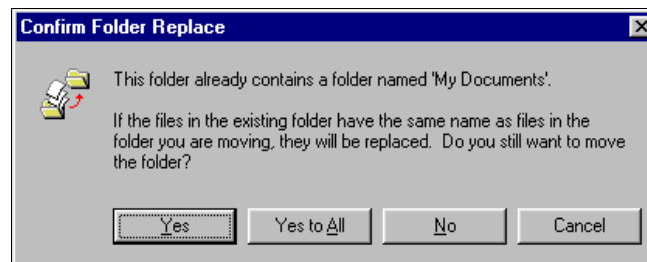 Confirm Folder Replace
This folder already contains a folder named 'My Documents'.
If the files in the existing folder have the same name as files in the
folder you are moving, they will be replaced.  Do you still want to move
the folder?
Yes
Yes to All
No
Cancel